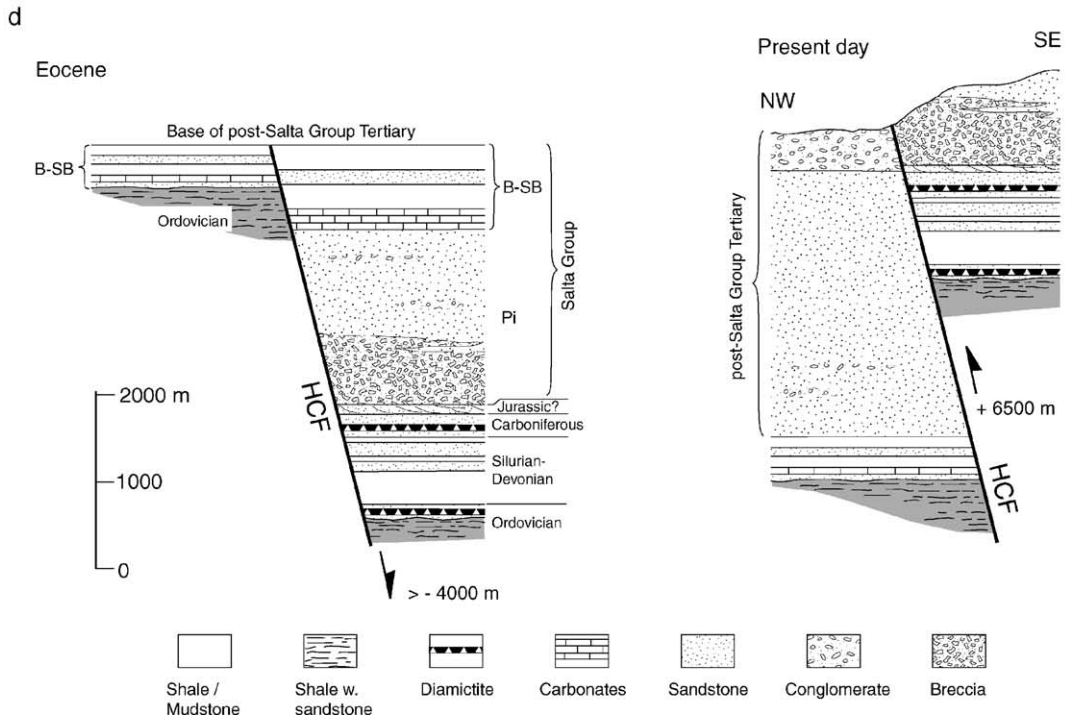 d
Eocene
Base of post-Salta Group Tertiary
B-SB
Ordovician
B-SB
Salta Group
Pi
HCF
Jurassic?
Carboniferous
Silurian-
Devonian
Ordovician
2000 m
1000
0
> - 4000 m
Present day
SE
NW
post-Salta Group Tertiary
+ 6500 m
HCF
Shale /
Mudstone
Shale w.
sandstone
Diamictite
Carbonates
Sandstone
Conglomerate
Breccia